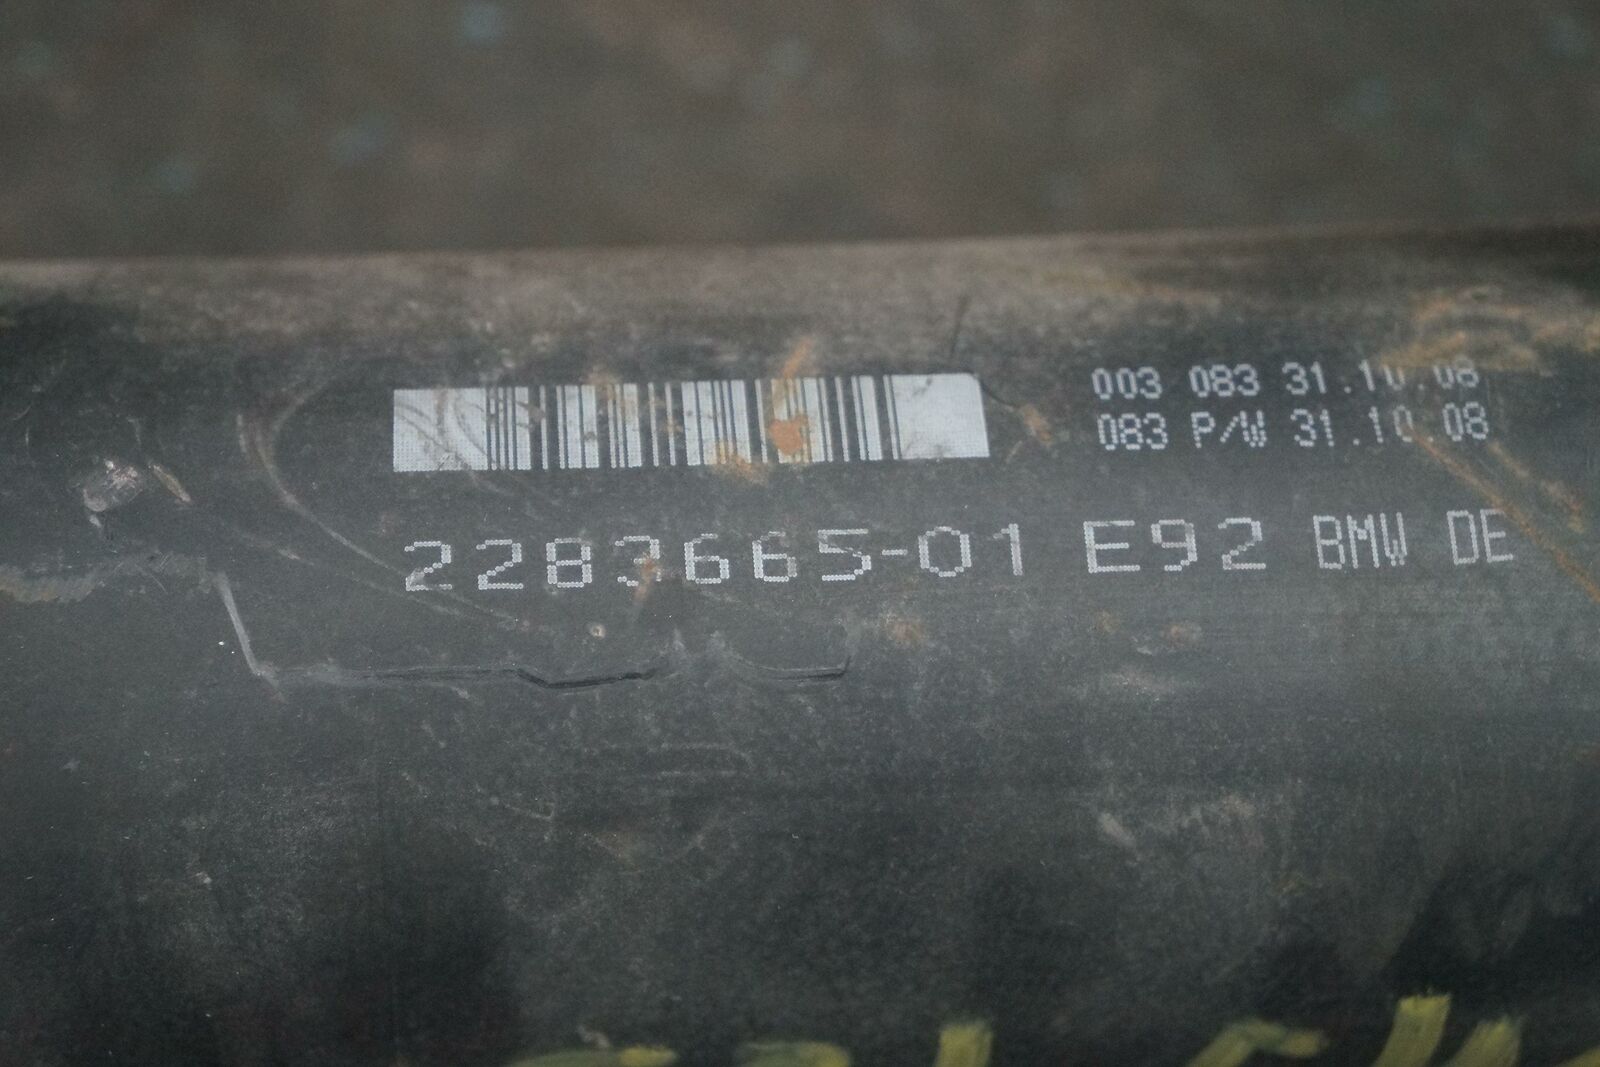 003 083 31.10.08
083 P/W 31.10.08
2283665-01 E92 BMW DE